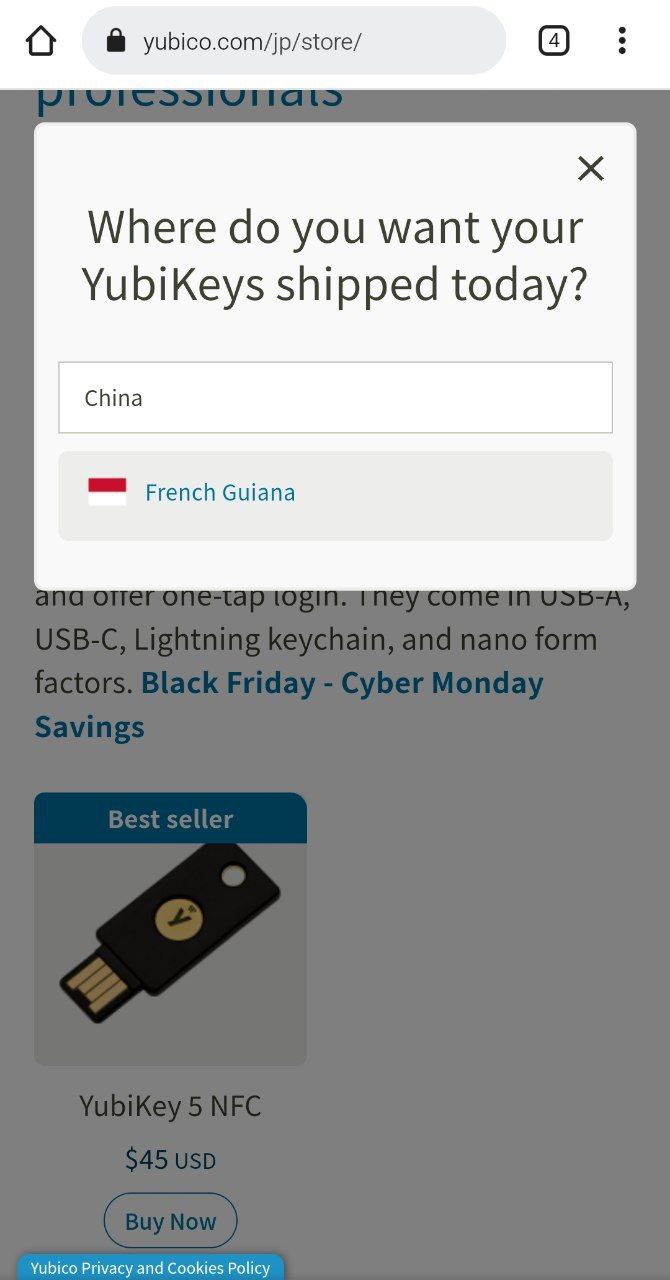 yubico.com/jp/store/
4
professionals
Where do you want your
YubiKeys shipped today?
China
French Guiana
and offer one-tap login. They come in USB-A,
USB-C, Lightning keychain, and nano form
factors. Black Friday - Cyber Monday
Savings
Best seller
y
YubiKey 5 NFC
$45 USD
Buy Now
Yubico Privacy and Cookies Policy